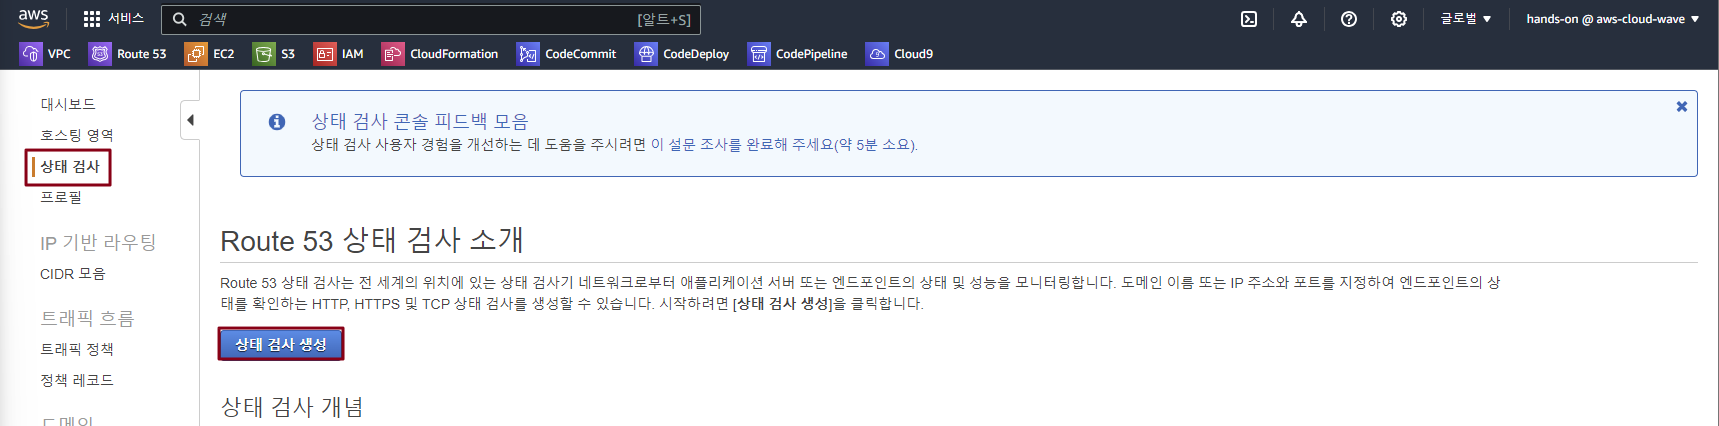 aws
서비스
검색
[알트+S]
글로벌
hands-on @ aws-cloud-wave
VPC
Route 53
EC2
S3
IAM
CloudFormation
CodeCommit
CodeDeploy
CodePipeline
Cloud9
대시보드
호스팅 영역
상태 검사
프로필
IP 기반 라우팅
CIDR 모음
트래픽 흐름
트래픽 정책
정책 레코드
도메인
상태 검사 콘솔 피드백 모음
상태 검사 사용자 경험을 개선하는 데 도움을 주시려면 이 설문 조사를 완료해 주세요(약 5분 소요).
Route 53 상태 검사 소개
Route 53 상태 검사는 전 세계의 위치에 있는 상태 검사기 네트워크로부터 애플리케이션 서버 또는 엔드포인트의 상태 및 성능을 모니터링합니다. 도메인 이름 또는 IP 주소와 포트를 지정하여 엔드포인트의 상
태를 확인하는 HTTP, HTTPS 및 TCP 상태 검사를 생성할 수 있습니다. 시작하려면 [상태 검사 생성]을 클릭합니다.
상태 검사 생성
상태 검사 개념